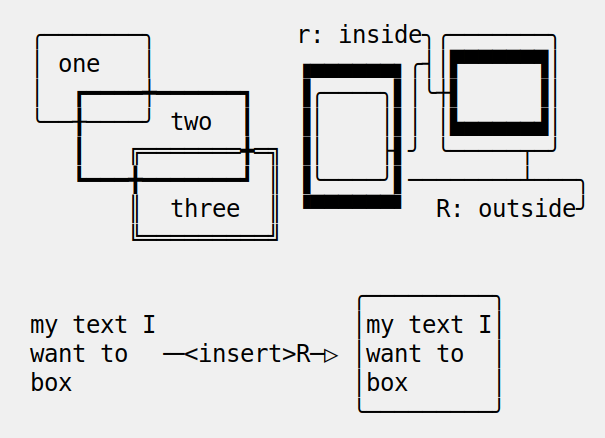 r: inside
one
two
three
R: outside
my text I
want to
box
—<insert>R—▷
my text I
want to
box